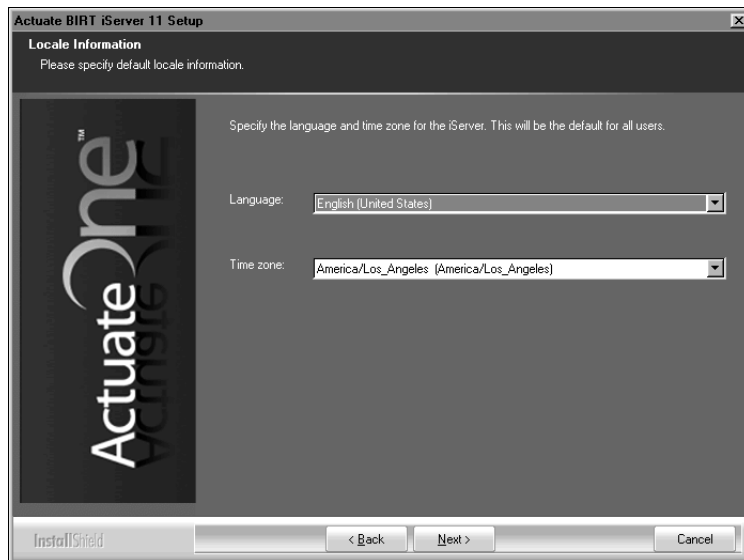 Actuate BIRT iServer 11 Setup
Locale Information
Please specify default locale information.
ActuateOne™
Specify the language and time zone for the iServer. This will be the default for all users.
Language: English (United States)
Time zone: America/Los_Angeles (America/Los_Angeles)
InstallShield
< Back Next > Cancel